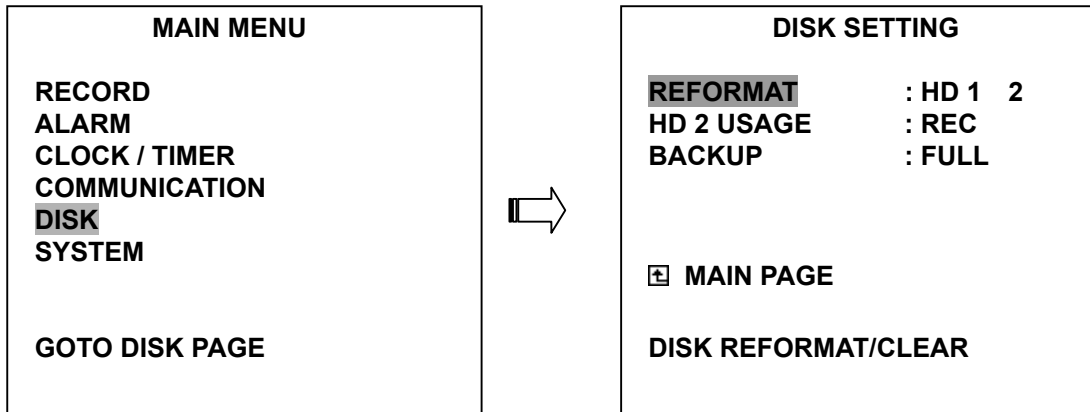 MAIN MENU
RECORD
ALARM
CLOCK / TIMER
COMMUNICATION
DISK
SYSTEM
GOTO DISK PAGE
DISK SETTING
REFORMAT : HD 1 2
HD 2 USAGE : REC
BACKUP : FULL
MAIN PAGE
DISK REFORMAT/CLEAR